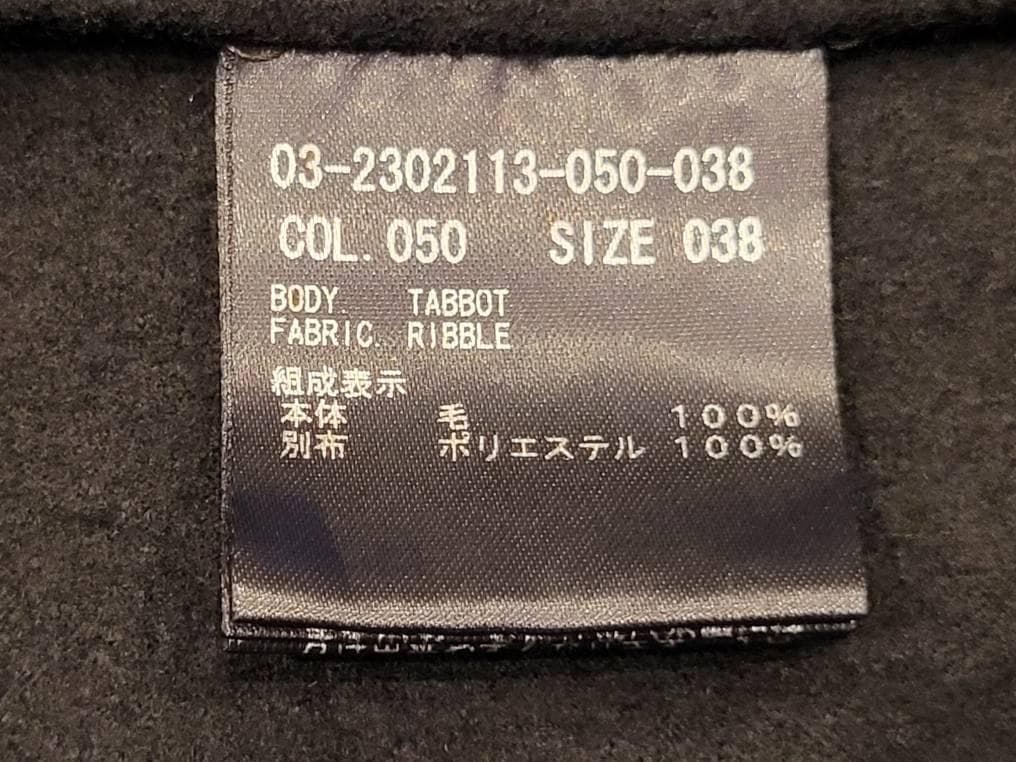 03-2302113-050-038
COL. 050 SIZE 038
BODY. TABBOT
FABRIC. RIBBLE
組成表示
本体 毛 100%
別布 ポリエステル 100%